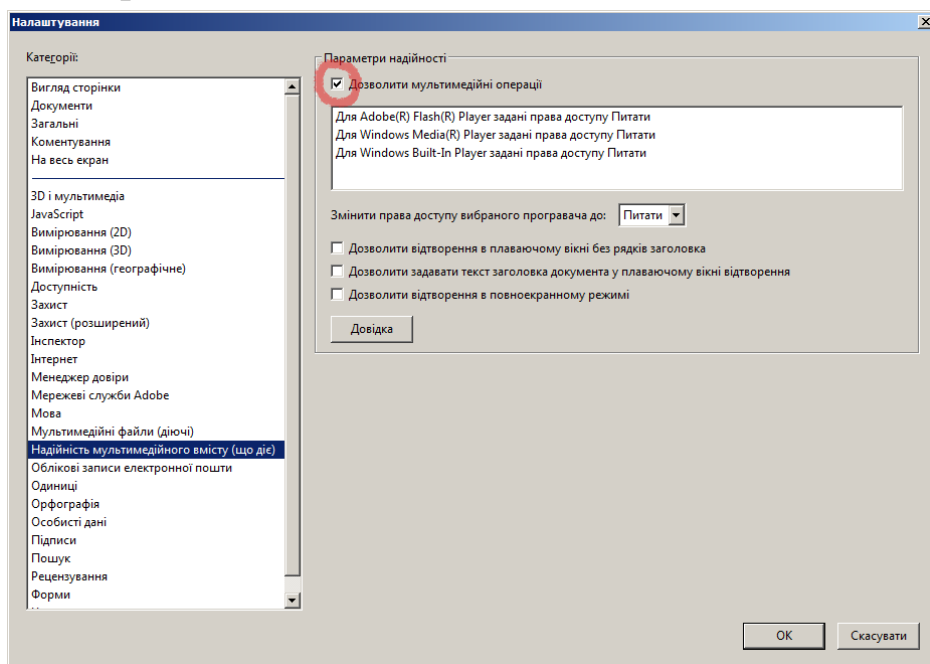 Налаштування
Категорії:
Вигляд сторінки
Документи
Загальні
Коментування
На весь екран
3D і мультимедіа
JavaScript
Вимірювання (2D)
Вимірювання (3D)
Вимірювання (географічне)
Доступність
Захист
Захист (розширений)
Інспектор
Інтернет
Менеджер довіри
Мережеві служби Adobe
Мова
Мультимедійні файли (діючі)
Надійність мультимедійного вмісту (що діє)
Облікові записи електронної пошти
Одиниці
Орфографія
Особисті дані
Підписи
Пошук
Рецензування
Форми
Параметри надійності
Дозволити мультимедійні операції
Для Adobe(R) Flash(R) Player задані права доступу Питати
Для Windows Media(R) Player задані права доступу Питати
Для Windows Built-In Player задані права доступу Питати
Змінити права доступу вибраного програвача до: Питати
Дозволити відтворення в плаваючому вікні без рядків заголовка
Дозволити задавати текст заголовка документа у плаваючому вікні відтворення
Дозволити відтворення в повноекранному режимі
Довідка
OK Скасувати